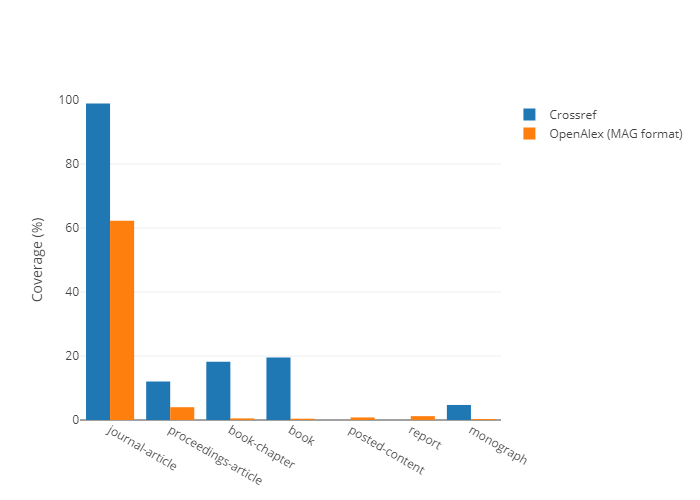 100
80
60
40
20
0
Coverage (%)
journal-article
proceedings-article
book-chapter
book
posted-content
report
monograph
Crossref
OpenAlex (MAG format)